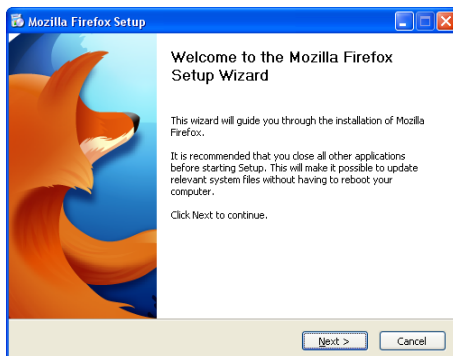 Mozilla Firefox Setup
Welcome to the Mozilla Firefox
Setup Wizard
This wizard will guide you through the installation of Mozilla
Firefox.
It is recommended that you close all other applications
before starting Setup. This will make it possible to update
relevant system files without having to reboot your
computer.
Click Next to continue.
Next >
Cancel